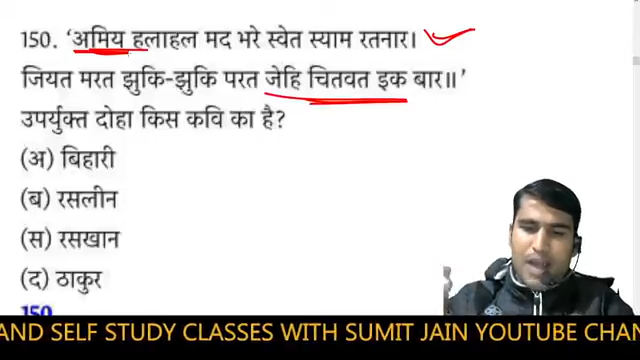 150. 'अमिय हलाहल मद भरे स्वेत स्याम रतनार।
जियत मरत झुकि-झुकि परत जेहि चितवत इक बार॥'
उपर्युक्त दोहा किस कवि का है?
(अ) बिहारी
(ब) रसलीन
(स) रसखान
(द) ठाकुर
150
AND SELF STUDY CLASSES WITH SUMIT JAIN YOUTUBE CHAN